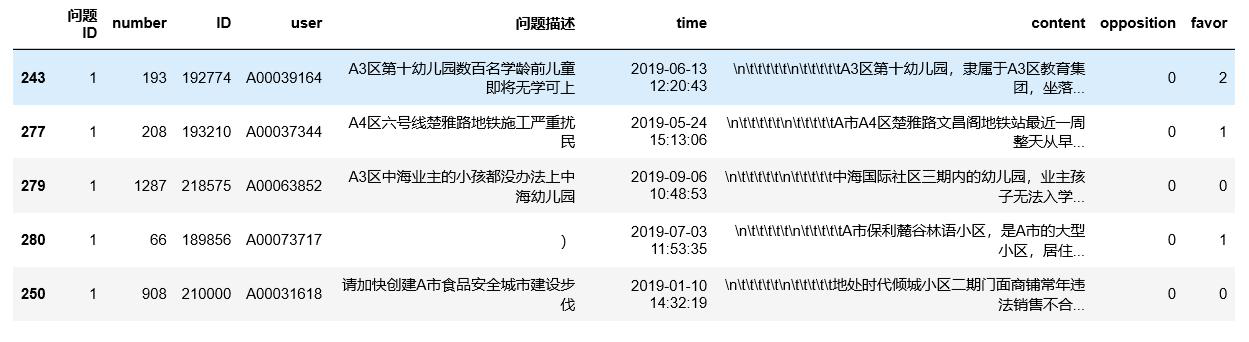 问题
ID number ID user 问题描述 time content opposition favor
243 1 193 192774 A00039164 A3区第十幼儿园数百名学龄前儿童 2019-06-13 \n\t\t\t\t\t\n\t\t\t\t\tA3区第十幼儿园，隶属于A3区教育集 0 2
即将无学可上 12:20:43 团，坐落...
277 1 208 193210 A00037344 A4区六号线楚雅路地铁施工严重扰 2019-05-24 \n\t\t\t\t\t\n\t\t\t\t\tA市A4区楚雅路文昌阁地铁站最近一周 0 1
民 15:13:06 整天从早...
279 1 1287 218575 A00063852 A3区中海业主的小孩都没办法上中 2019-09-06 \n\t\t\t\t\t\n\t\t\t\t\t中海国际社区三期内的幼儿园，业主孩 0 0
海幼儿园 10:48:53 子无法入学...
280 1 66 189856 A00073717 ） 2019-07-03 \n\t\t\t\t\t\n\t\t\t\t\tA市保利麓谷林语小区，是A市的大型 0 1
11:53:35 小区，居住...
250 1 908 210000 A00031618 请加快创建A市食品安全城市建设步 2019-01-10 \n\t\t\t\t\t\n\t\t\t\t\t地处时代倾城小区二期门面商铺常年违 0 0
伐 14:32:19 法销售不合...